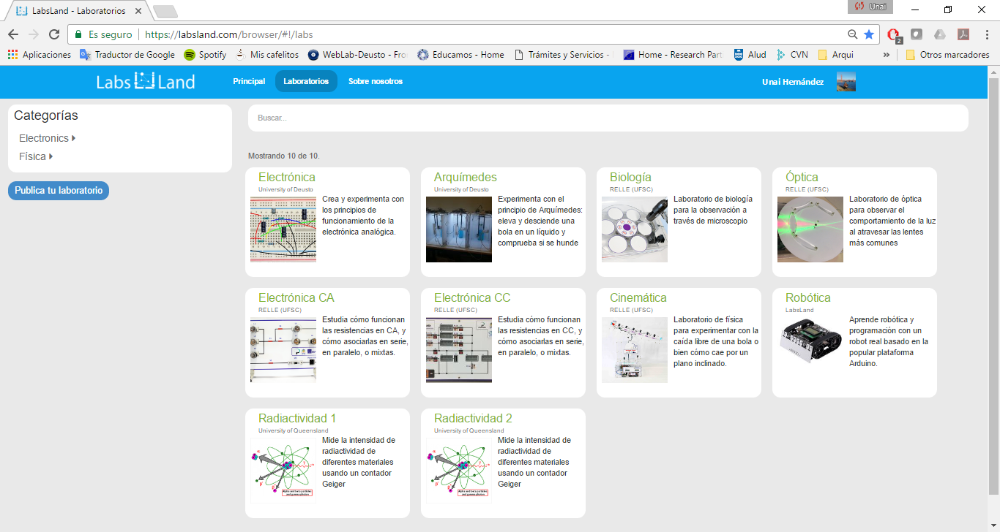 LabsLand - Laboratorios
Unai
Es seguro
https://labsland.com/browser/#!/labs
2
Aplicaciones
Traductor de Google
Spotify
Mis cafelitos
WebLab-Deusto - Fro
Educamos - Home
Trámites y Servicios -
Home - Research Part
Alud
CVN
Arqui
»
Otros marcadores
Labs Land
Principal
Laboratorios
Sobre nosotros
Unai Hernández
Categorías
Electronics
Física
Publica tu laboratorio
Buscar...
Mostrando 10 de 10.
Electrónica
University of Deusto
Crea y experimenta con
los principios de
funcionamiento de la
electrónica analógica.
Arquímedes
University of Deusto
Experimenta con el
principio de Arquímedes:
eleva y desciende una
bola en un líquido y
comprueba si se hunde
Biología
RELLE (UFSC)
Laboratorio de biología
para la observación a
través de microscopio
Óptica
RELLE (UFSC)
Laboratorio de óptica
para observar el
comportamiento de la luz
al atravesar las lentes
más comunes
Electrónica CA
RELLE (UFSC)
Estudia cómo funcionan
las resistencias en CA, y
cómo asociarlas en serie,
en paralelo, o mixtas.
Electrónica CC
RELLE (UFSC)
Estudia cómo funcionan
las resistencias en CC, y
cómo asociarlas en serie,
en paralelo, o mixtas.
Cinemática
RELLE (UFSC)
Laboratorio de física
para experimentar con la
caída libre de una bola o
bien cómo cae por un
plano inclinado.
Robótica
LabsLand
Aprende robótica y
programación con un
robot real basado en la
popular plataforma
Arduino.
Radiactividad 1
University of Queensland
Mide la intensidad de
radiactividad de
diferentes materiales
usando un contador
Geiger
Radiactividad 2
University of Queensland
Mide la intensidad de
radiactividad de
diferentes materiales
usando un contador
Geiger